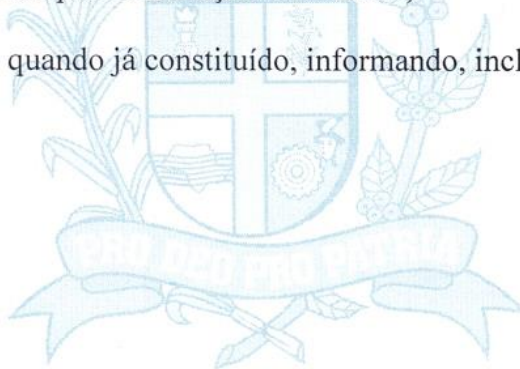 quando já constituído, informando, incl
PRO DEO PRO PATRIA